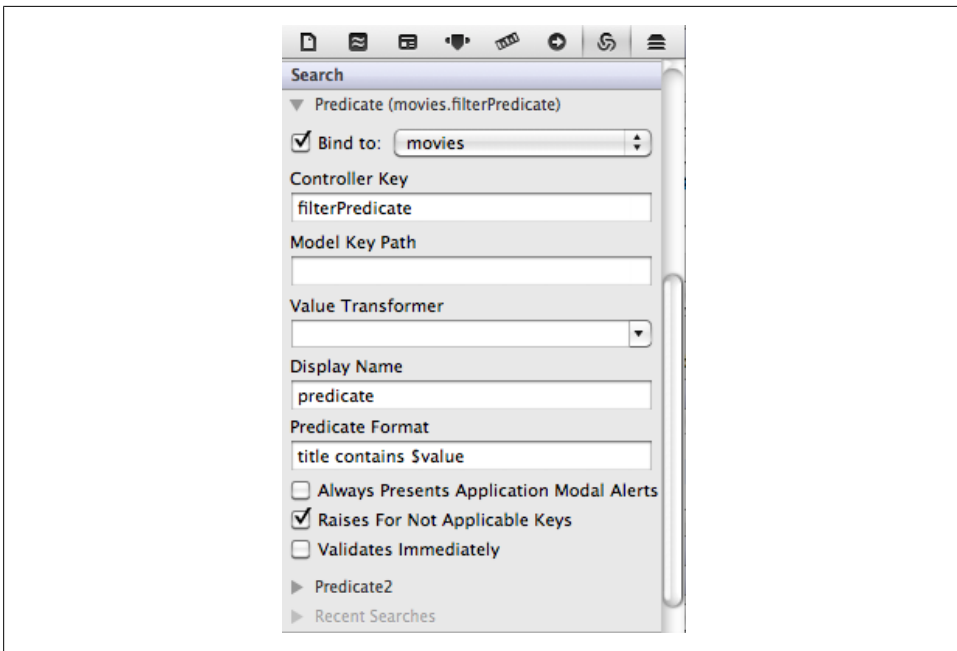 Search
Predicate (movies.filterPredicate)
Bind to: movies
Controller Key
filterPredicate
Model Key Path
Value Transformer
Display Name
predicate
Predicate Format
title contains $value
Always Presents Application Modal Alerts
Raises For Not Applicable Keys
Validates Immediately
Predicate2
Recent Searches